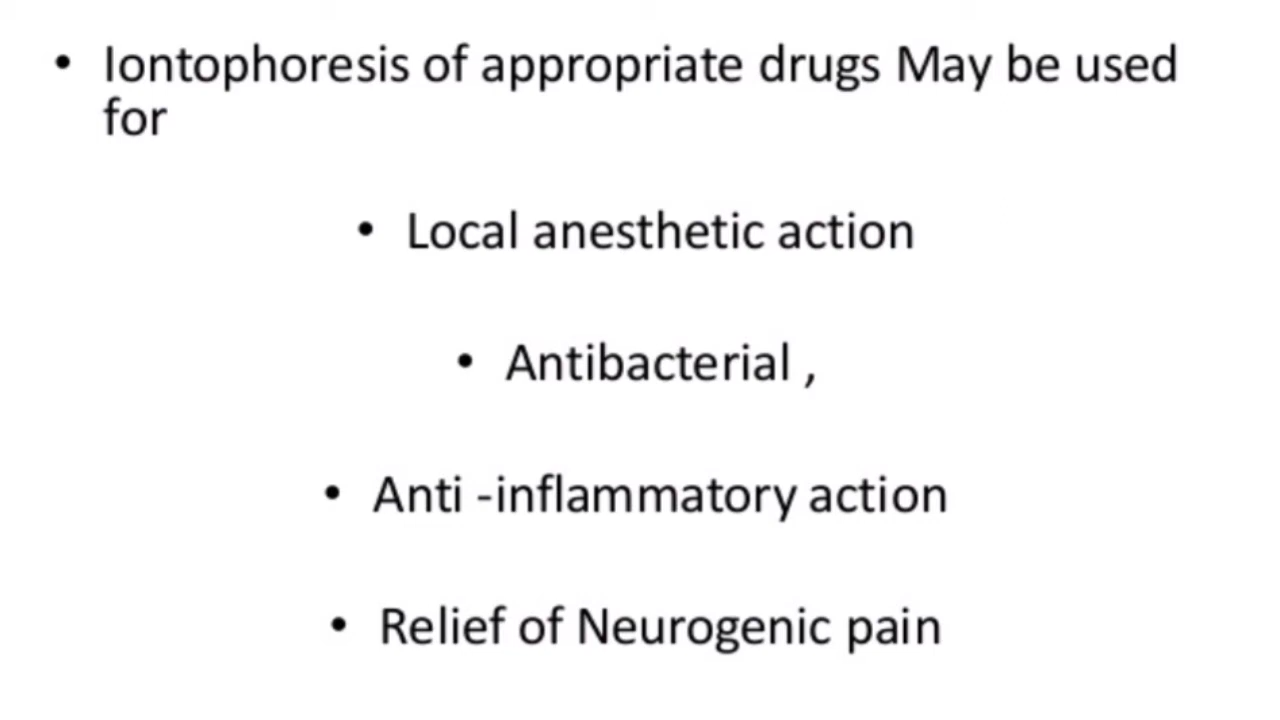 • Iontophoresis of appropriate drugs May be used
for
• Local anesthetic action
• Antibacterial ,
• Anti -inflammatory action
• Relief of Neurogenic pain